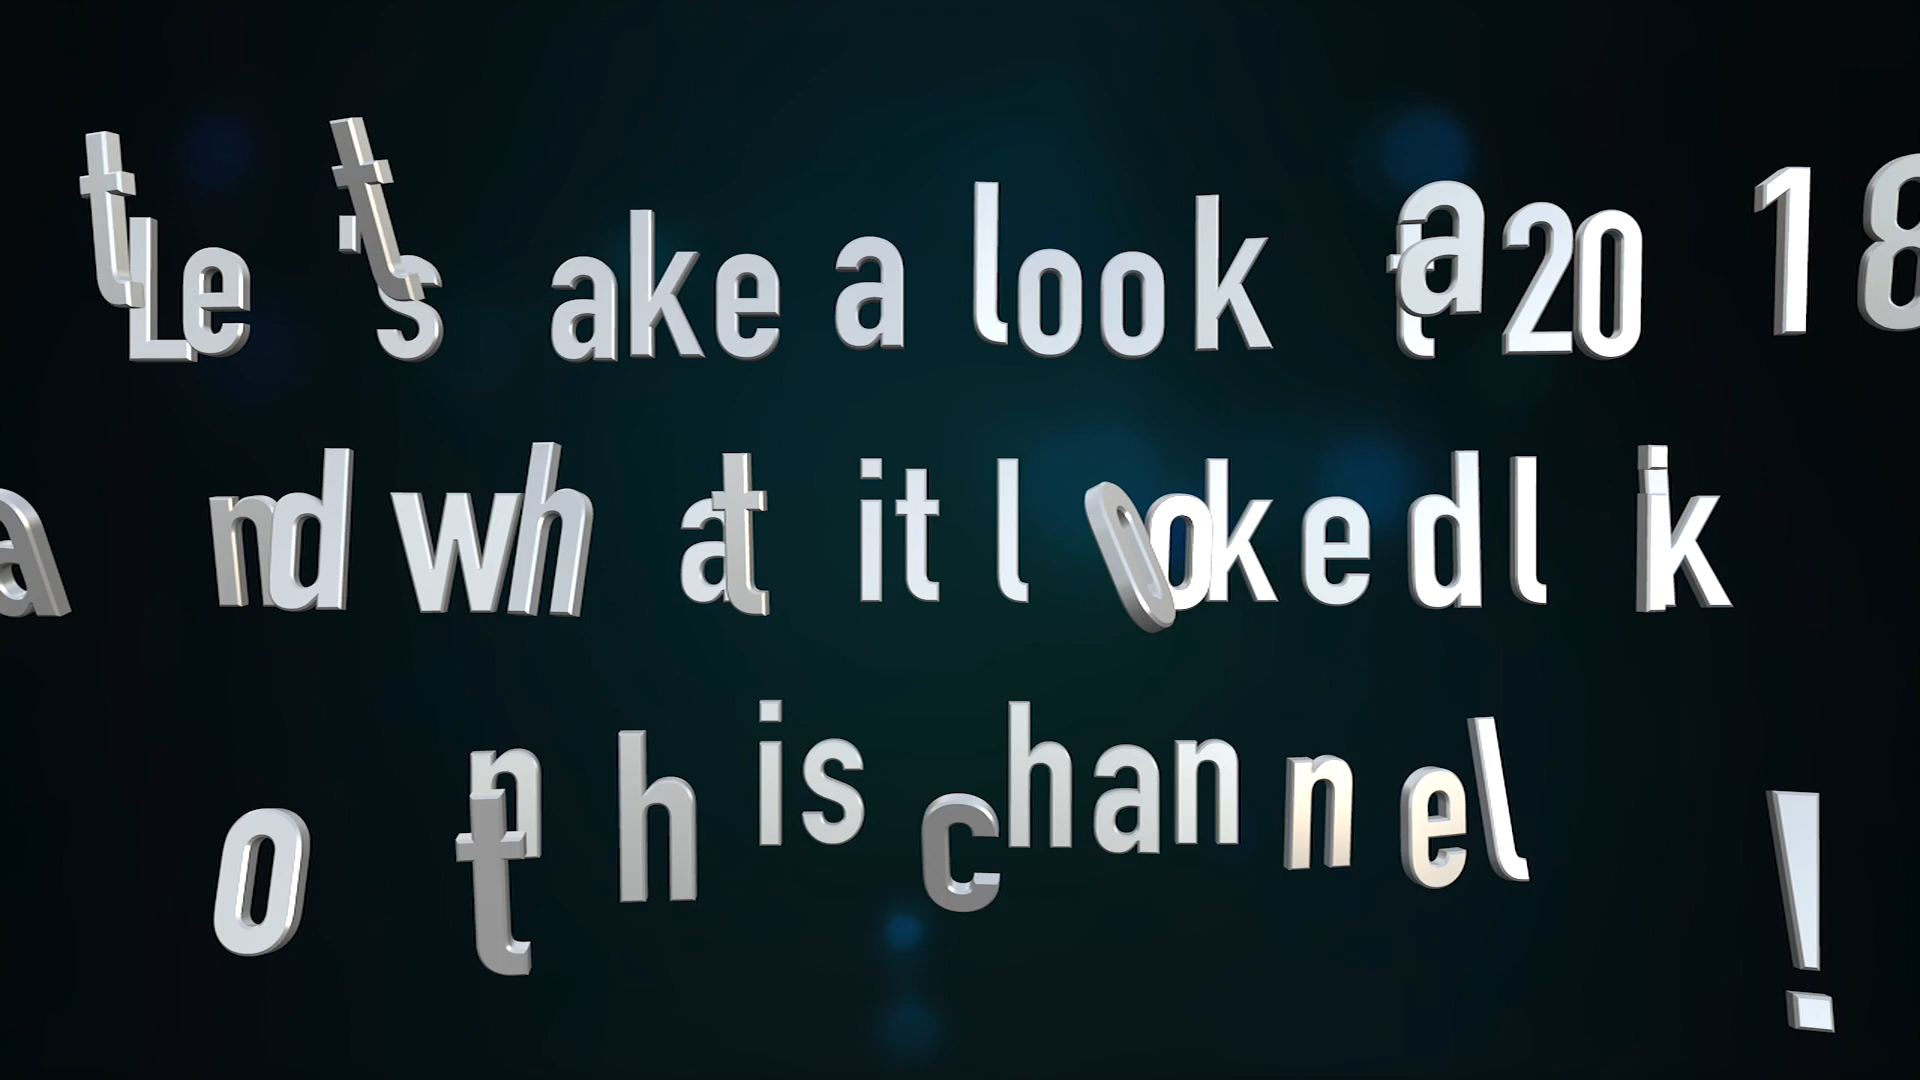 Let's take a look at 2018
and what it looked lik
on this channel!